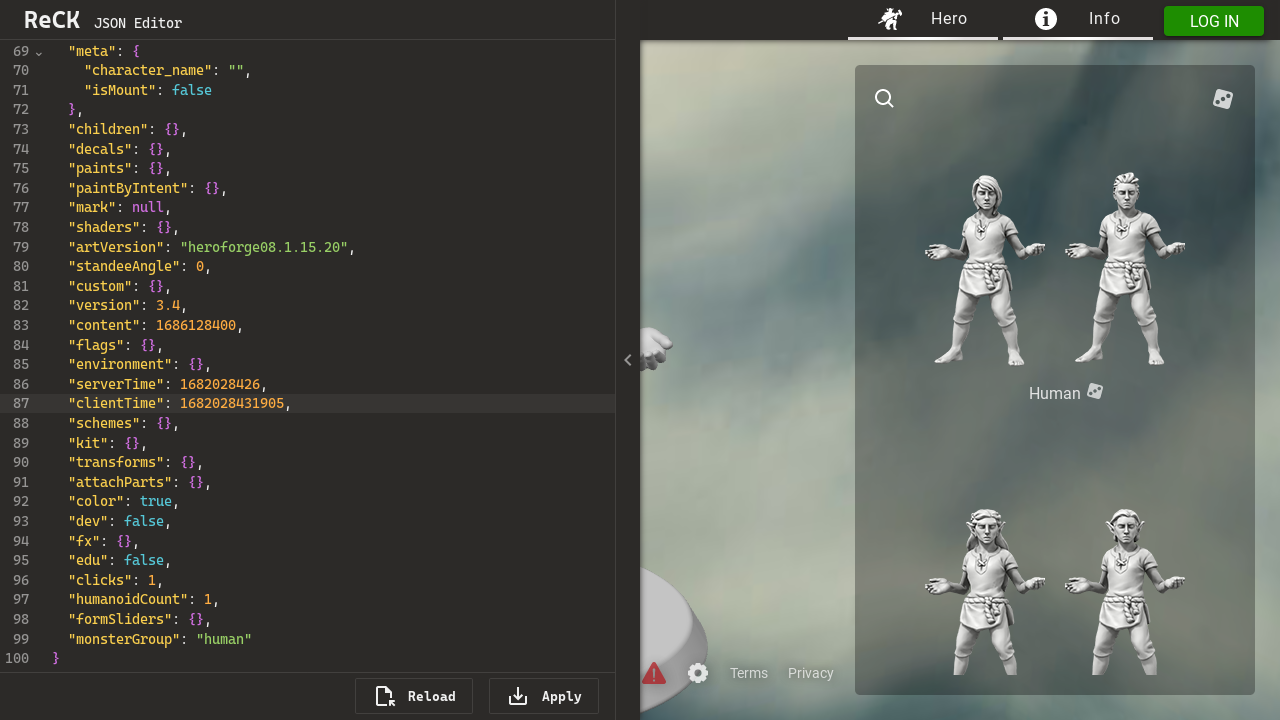 ReCK JSON Editor
69 "meta": {
70 "character_name": "",
71 "isMount": false
72 },
73 "children": {},
74 "decals": {},
75 "paints": {},
76 "paintByIntent": {},
77 "mark": null,
78 "shaders": {},
79 "artVersion": "heroforge08.1.15.20",
80 "standeeAngle": 0,
81 "custom": {},
82 "version": 3.4,
83 "content": 1686128400,
84 "flags": {},
85 "environment": {},
86 "serverTime": 1682028426,
87 "clientTime": 1682028431905,
88 "schemes": {},
89 "kit": {},
90 "transforms": {},
91 "attachParts": {},
92 "color": true,
93 "dev": false,
94 "fx": {},
95 "edu": false,
96 "clicks": 1,
97 "humanoidCount": 1,
98 "formSliders": {},
99 "monsterGroup": "human"
100 }
Reload Apply
Hero Info LOG IN
Human
Terms Privacy